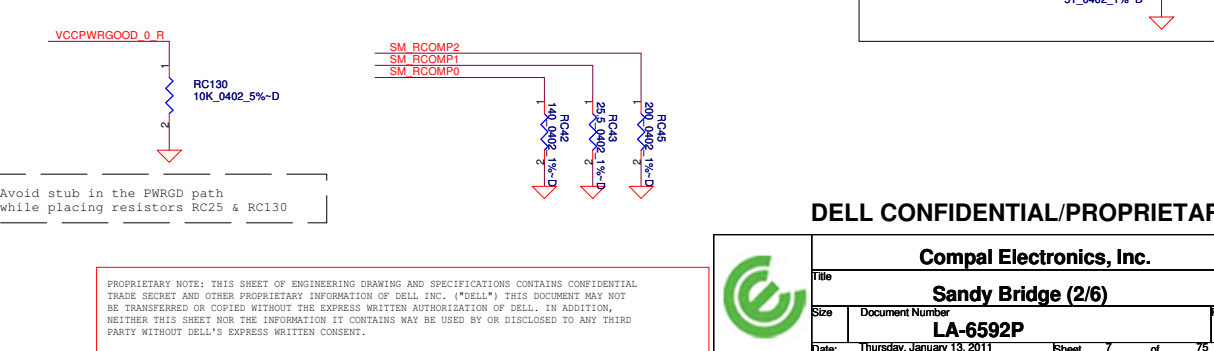 51_0402_1%~D
VCCPWRGOOD_0_R
1
RC130
10K_0402_5%~D
2
SM_RCOMP2
SM_RCOMP1
SM_RCOMP0
1
RC42
140_0402_1%~D
2
1
RC43
25.5_0402_1%~D
2
1
RC45
200_0402_1%~D
2
Avoid stub in the PWRGD path
while placing resistors RC25 & RC130
DELL CONFIDENTIAL/PROPRIETAR
PROPRIETARY NOTE: THIS SHEET OF ENGINEERING DRAWING AND SPECIFICATIONS CONTAINS CONFIDENTIAL
TRADE SECRET AND OTHER PROPRIETARY INFORMATION OF DELL INC. ("DELL") THIS DOCUMENT MAY NOT
BE TRANSFERRED OR COPIED WITHOUT THE EXPRESS WRITTEN AUTHORIZATION OF DELL. IN ADDITION,
NEITHER THIS SHEET NOR THE INFORMATION IT CONTAINS WAY BE USED BY OR DISCLOSED TO ANY THIRD
PARTY WITHOUT DELL'S EXPRESS WRITTEN CONSENT.
Compal Electronics, Inc.
Title
Sandy Bridge (2/6)
Size Document Number
LA-6592P
Date: Thursday, January 13, 2011 Sheet 7 of 75